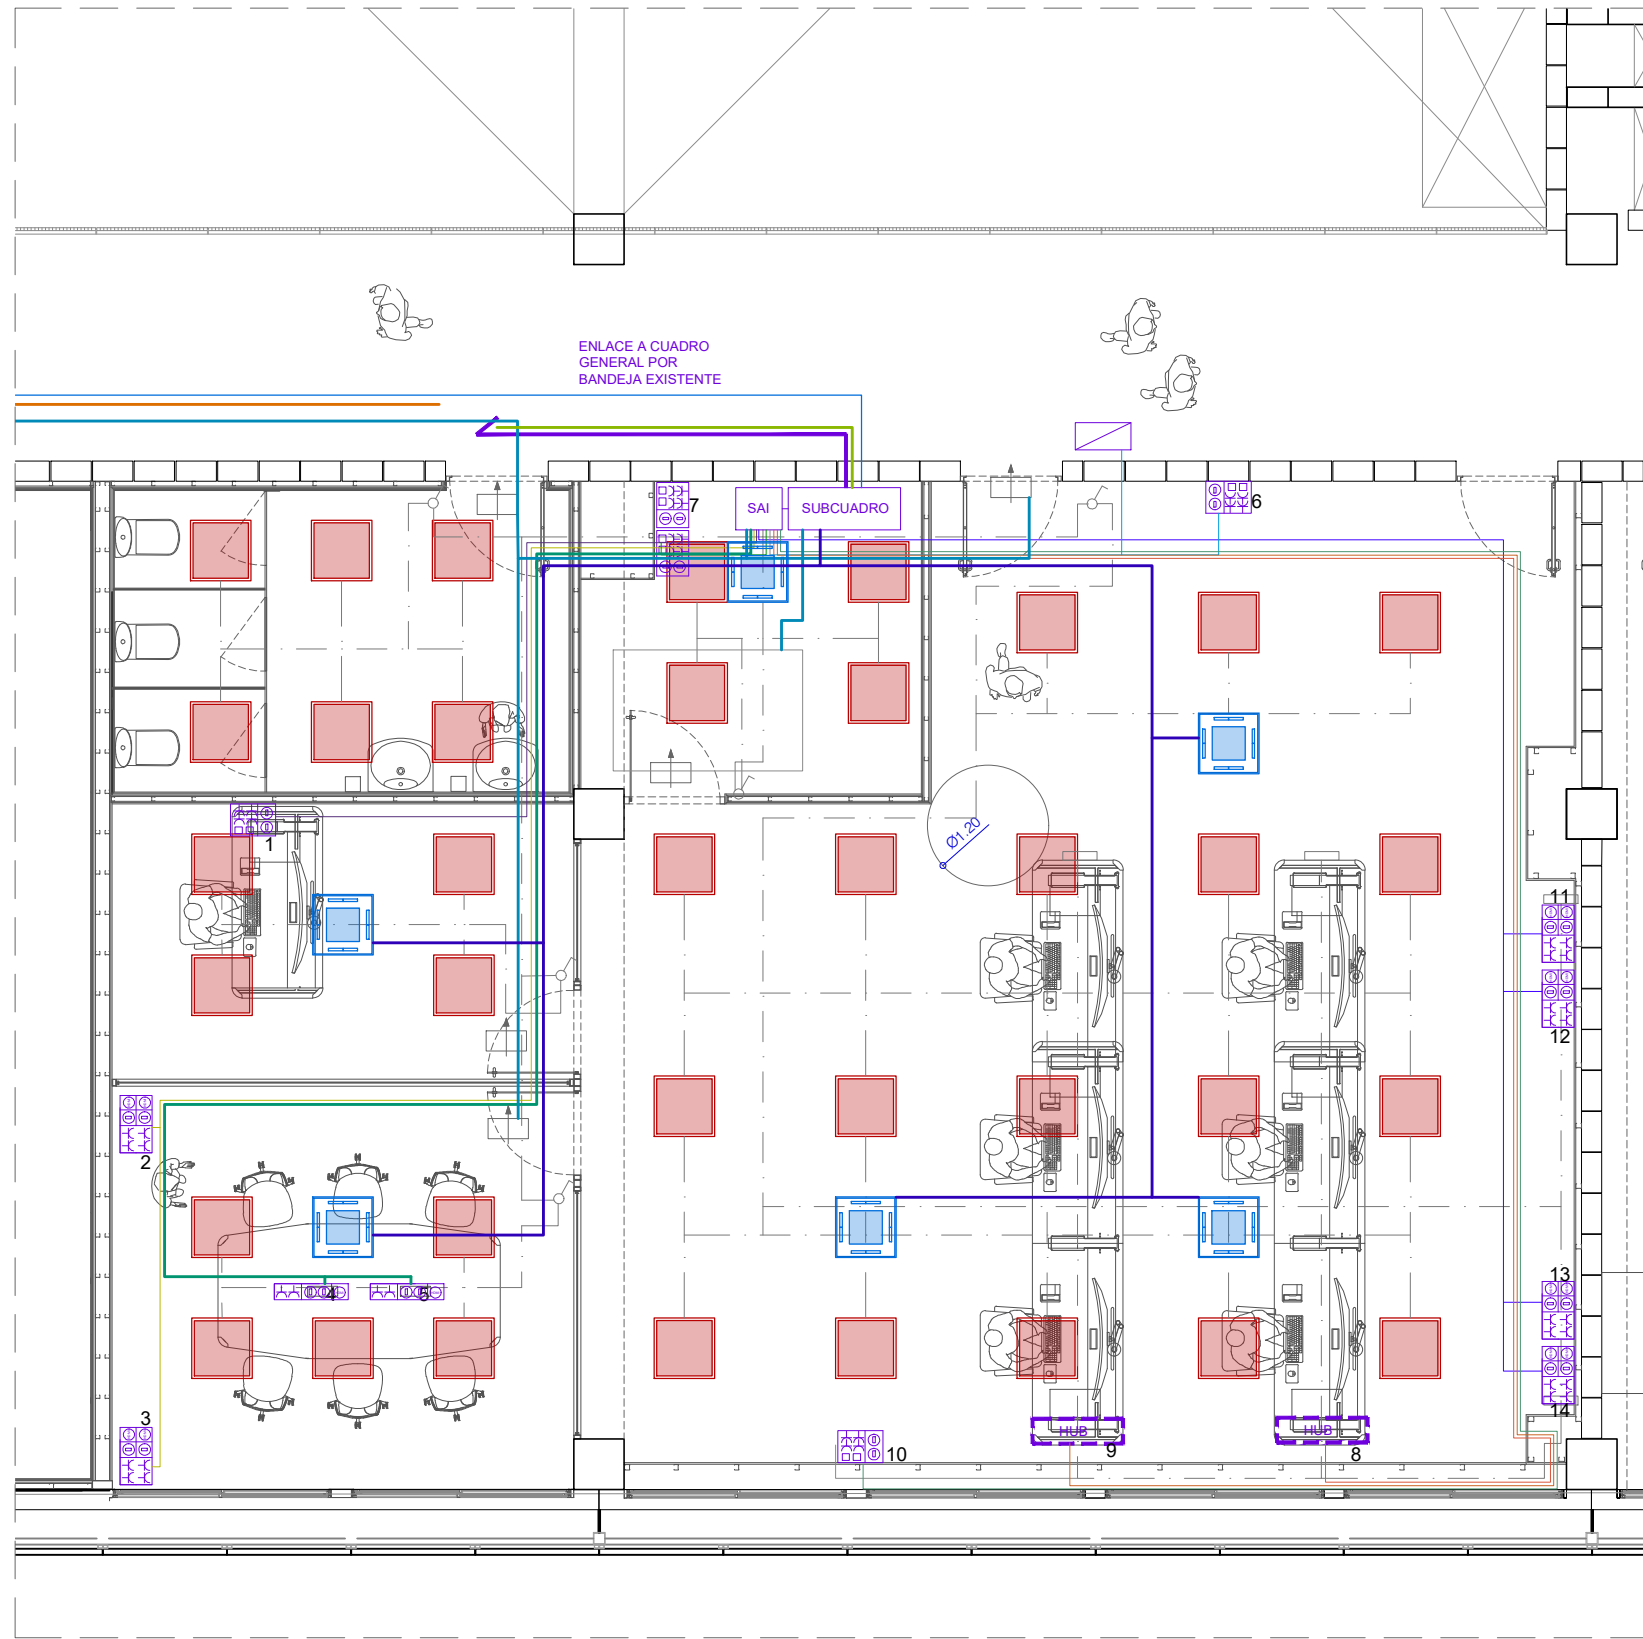 ENLACE A CUADRO
GENERAL POR
BANDEJA EXISTENTE
7
SAI
SUBCUADRO
6
Ø1.20
1
11
12
2
4
5
13
14
3
10
HUB
9
HUB
8